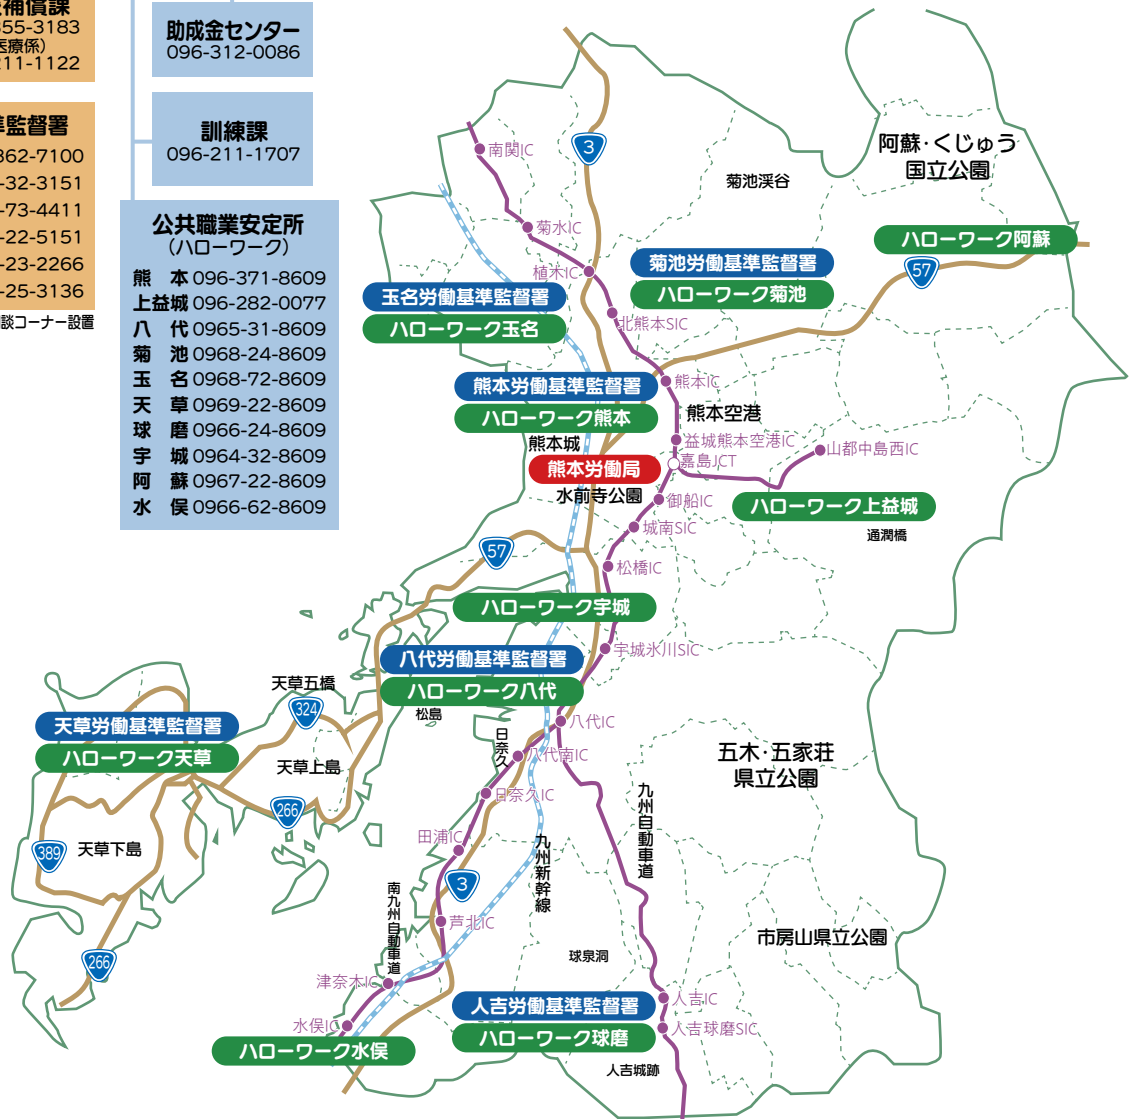 補償課
355-3183
医療係)
211-1122
監督署
362-7100
-32-3151
-73-4411
-22-5151
-23-2266
-25-3136
談コーナー設置
助成金センター
096-312-0086
訓練課
096-211-1707
公共職業安定所
(ハローワーク)
熊　本 096-371-8609
上益城 096-282-0077
八　代 0965-31-8609
菊　池 0968-24-8609
玉　名 0968-72-8609
天　草 0969-22-8609
球　磨 0966-24-8609
宇　城 0964-32-8609
阿　蘇 0967-22-8609
水　俣 0966-62-8609
3
南関IC
菊池渓谷
阿蘇・くじゅう
国立公園
菊水IC
ハローワーク阿蘇
57
植木IC
菊池労働基準監督署
ハローワーク菊池
玉名労働基準監督署
ハローワーク玉名
北熊本SIC
熊本労働基準監督署
ハローワーク熊本
熊本IC
熊本空港
熊本城
益城熊本空港IC
山都中島西IC
嘉島JCT
熊本労働局
水前寺公園
御船IC
ハローワーク上益城
通潤橋
城南SIC
57
松橋IC
ハローワーク宇城
宇城氷川SIC
八代労働基準監督署
ハローワーク八代
松島
天草五橋
324
天草労働基準監督署
ハローワーク天草
天草上島
266
389
天草下島
266
八代IC
日奈久
八代南IC
日奈久IC
五木・五家荘
県立公園
九州自動車道
田浦IC
九州新幹線
3
南九州自動車道
芦北IC
市房山県立公園
球泉洞
津奈木IC
人吉労働基準監督署
ハローワーク球磨
人吉IC
人吉球磨SIC
水俣IC
ハローワーク水俣
人吉城跡